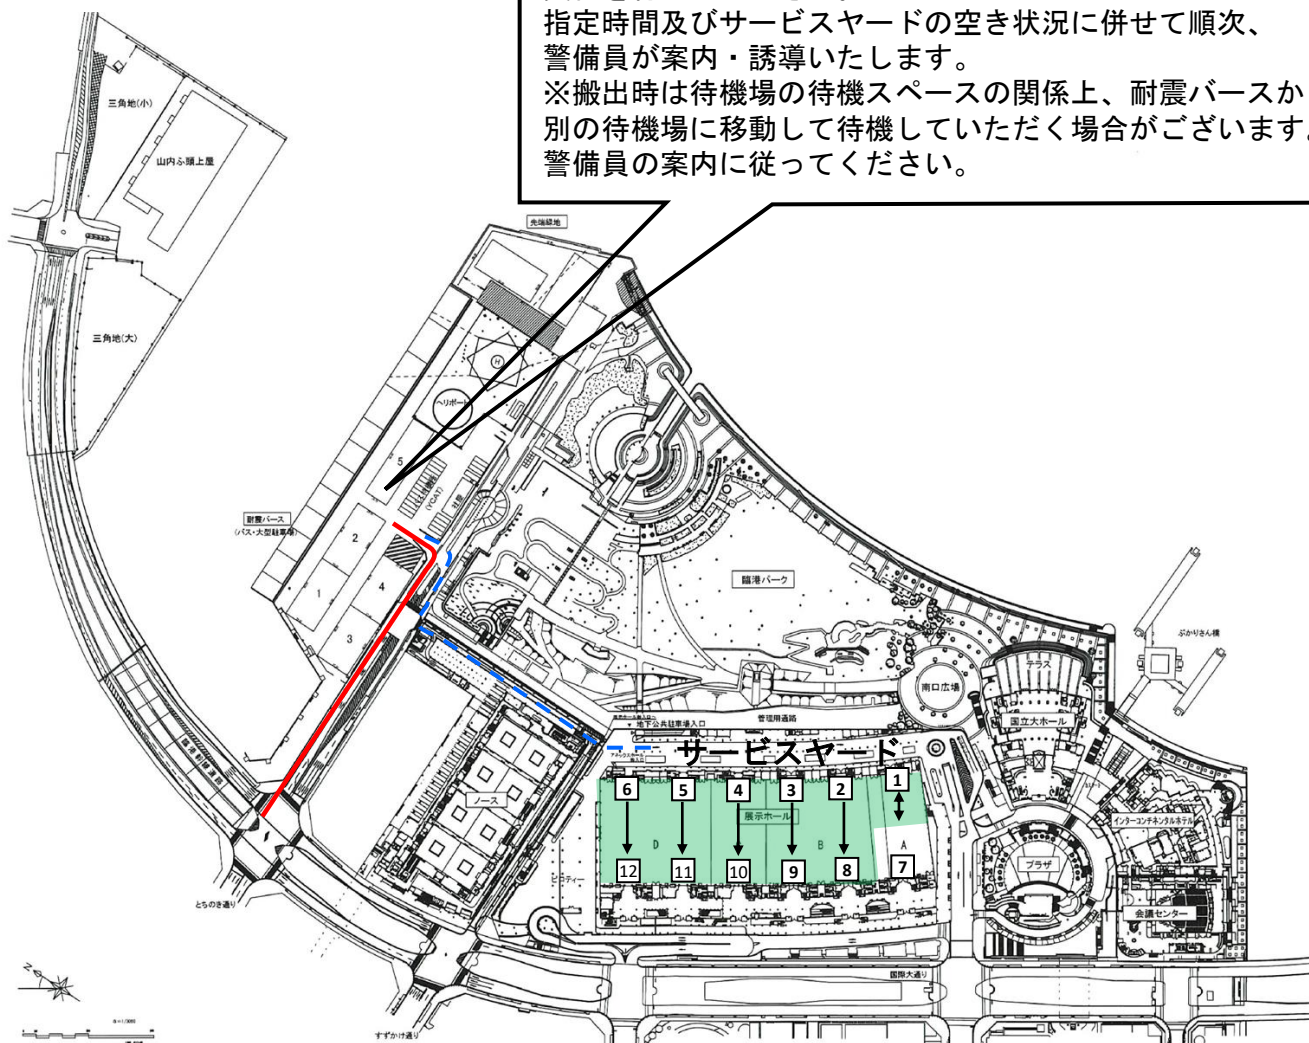 指定時間及びサービスヤードの空き状況に併せて順次、
警備員が案内・誘導いたします。
※搬出時は待機場の待機スペースの関係上、耐震バースか
別の待機場に移動して待機していただく場合がございます。
警備員の案内に従ってください。
三角地(小)
山内ふ頭上屋
先端緑地
三角地(大)
H
ヘリポート
5
(YCAT)
耐震バース
(バス・大型駐車場)
2
1
4
3
臨港パーク
ぷかりさん橋
テラス
南口広場
国立大ホール
管理用通路
地下公共駐車場入口
サービスヤード
6
5
4
3
2
1
展示ホール
D
B
A
12
11
10
9
8
7
ノース
インターコンチネンタルホテル
プラザ
会議センター
とちのき通り
国際大通り
すずかけ通り